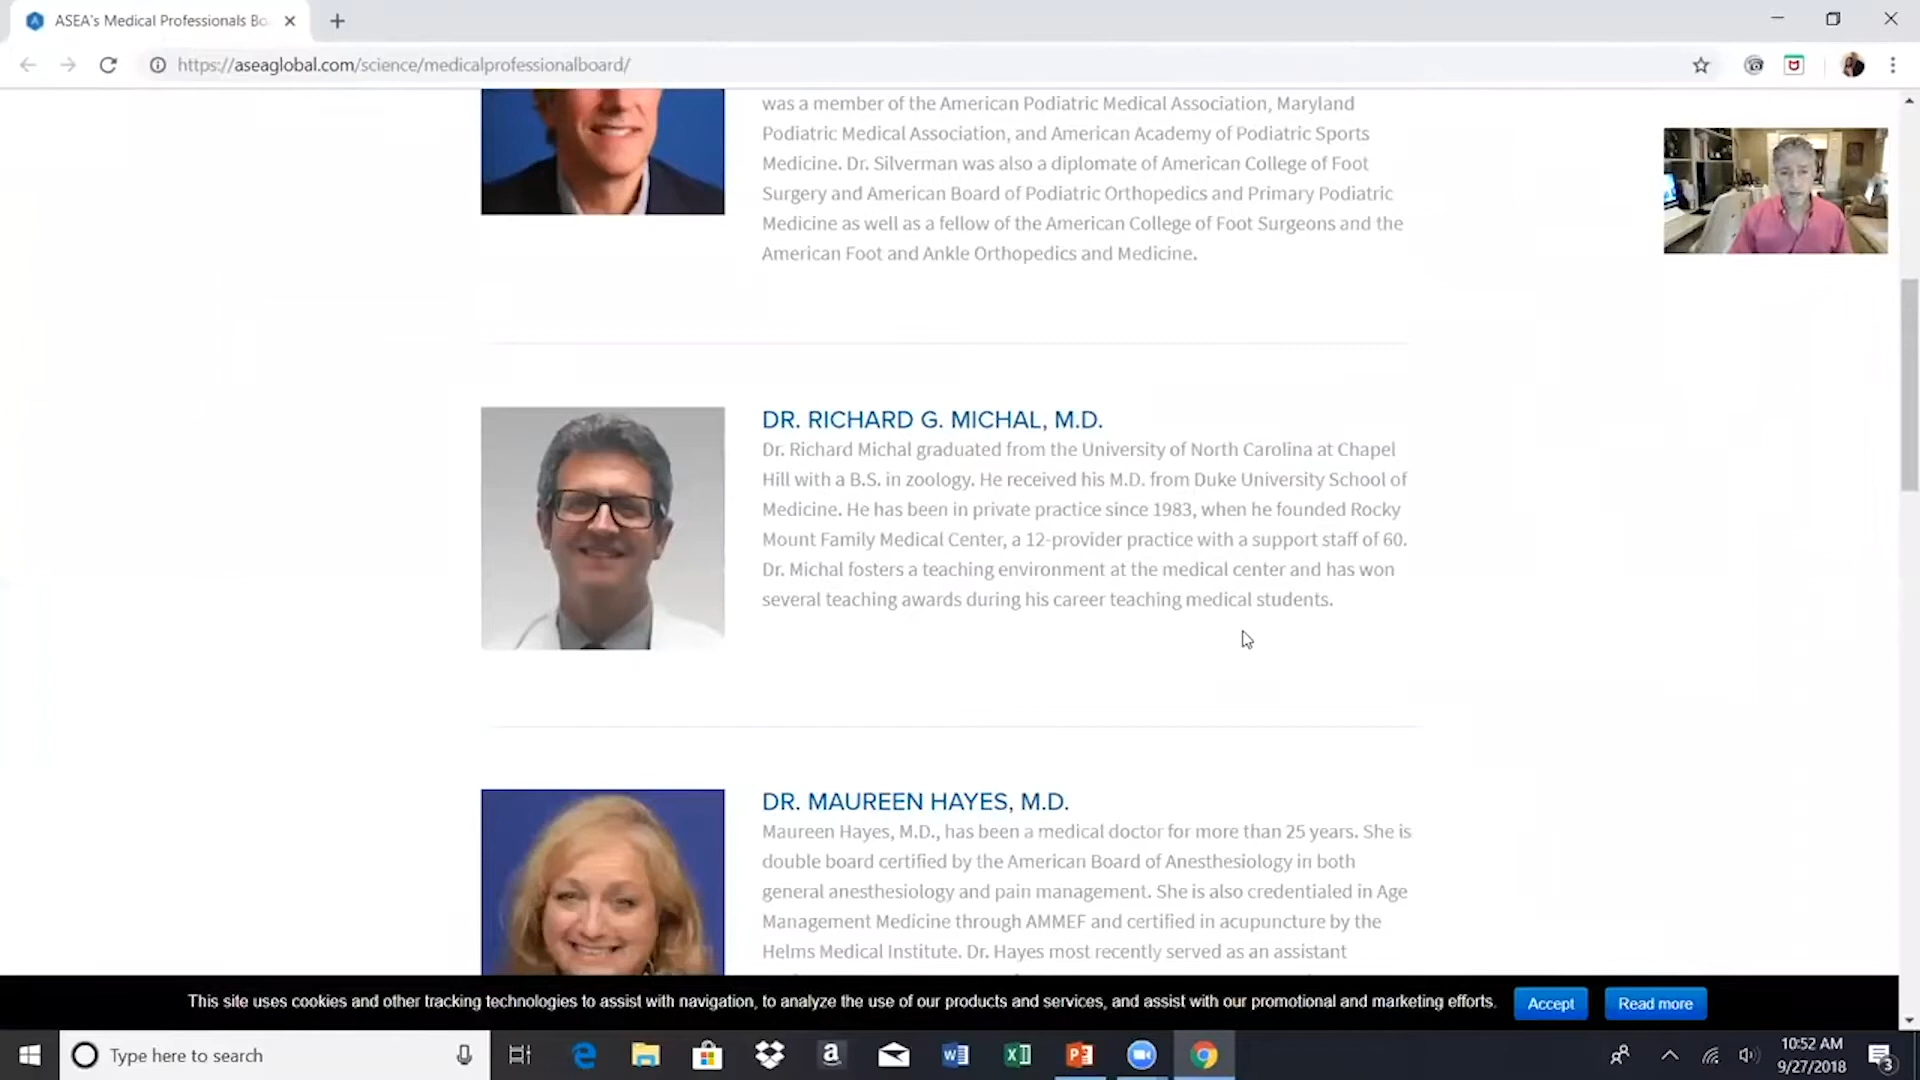 ASEA's Medical Professionals Bo
https://aseaglobal.com/science/medicalprofessionalboard/
was a member of the American Podiatric Medical Association, Maryland
Podiatric Medical Association, and American Academy of Podiatric Sports
Medicine. Dr. Silverman was also a diplomate of American College of Foot
Surgery and American Board of Podiatric Orthopedics and Primary Podiatric
Medicine as well as a fellow of the American College of Foot Surgeons and the
American Foot and Ankle Orthopedics and Medicine.
DR. RICHARD G. MICHAL, M.D.
Dr. Richard Michal graduated from the University of North Carolina at Chapel
Hill with a B.S. in zoology. He received his M.D. from Duke University School of
Medicine. He has been in private practice since 1983, when he founded Rocky
Mount Family Medical Center, a 12-provider practice with a support staff of 60.
Dr. Michal fosters a teaching environment at the medical center and has won
several teaching awards during his career teaching medical students.
DR. MAUREEN HAYES, M.D.
Maureen Hayes, M.D., has been a medical doctor for more than 25 years. She is
double board certified by the American Board of Anesthesiology in both
general anesthesiology and pain management. She is also credentialed in Age
Management Medicine through AMMEF and certified in acupuncture by the
Helms Medical Institute. Dr. Hayes most recently served as an assistant
This site uses cookies and other tracking technologies to assist with navigation, to analyze the use of our products and services, and assist with our promotional and marketing efforts.
Accept
Read more
Type here to search
10:52 AM
9/27/2018
3